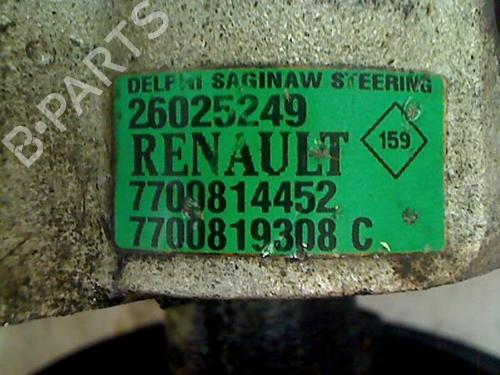 B-PARTS
DELPHI SAGINAW STEERING
26025249
RENAULT
159
7700814452
7700819308 C